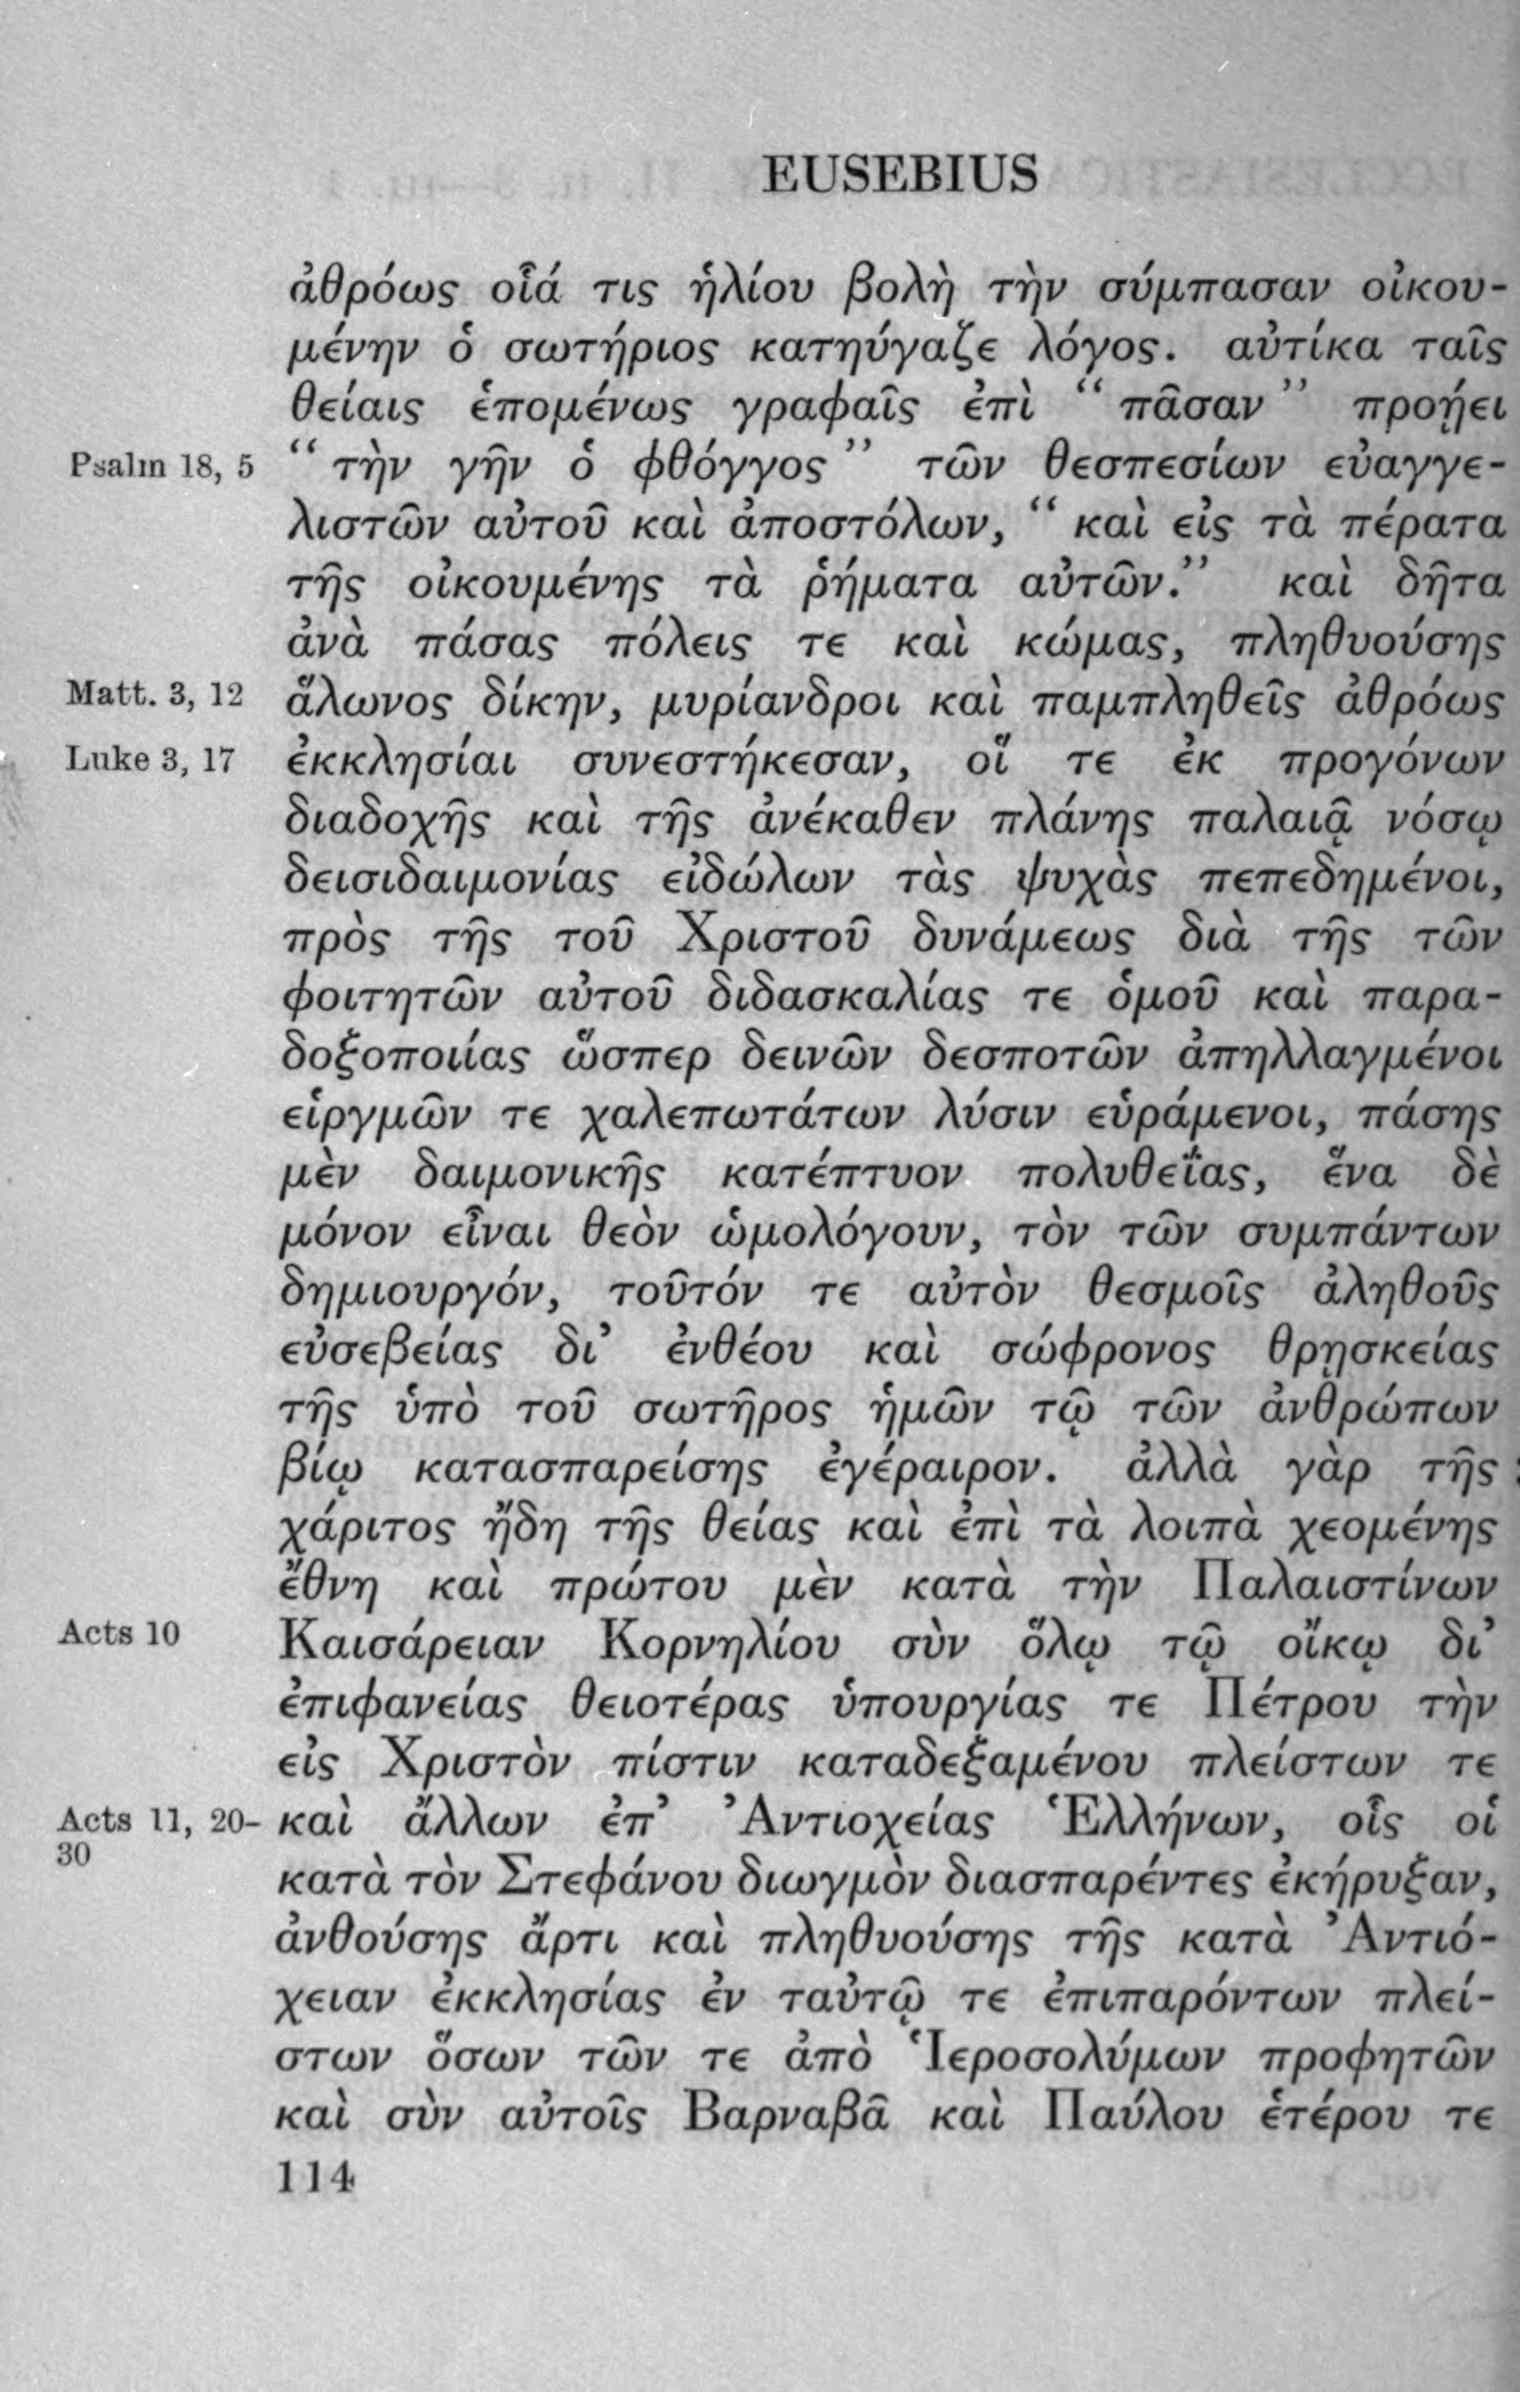 EUSEBIUS
ἀθρόως οἷά τις ἡλίου βολὴ τὴν σύμπασαν οἰκου-
μένην ὁ σωτήριος κατηύγαζε λόγος. αὐτίκα ταῖς
θείαις ἑπομένως γραφαῖς ἐπὶ “ πᾶσαν ” προῄει
Psalm 18, 5 “ τὴν γῆν ὁ φθόγγος ” τῶν θεσπεσίων εὐαγγε-
λιστῶν αὐτοῦ καὶ ἀποστόλων, “ καὶ εἰς τὰ πέρατα
τῆς οἰκουμένης τὰ ῥήματα αὐτῶν.” καὶ δῆτα
ἀνὰ πάσας πόλεις τε καὶ κώμας, πληθυούσης
Matt. 3, 12 ἅλωνος δίκην, μυρίανδροι καὶ παμπληθεῖς ἀθρόως
Luke 3, 17 ἐκκλησίαι συνεστήκεσαν, οἵ τε ἐκ προγόνων
διαδοχῆς καὶ τῆς ἀνέκαθεν πλάνης παλαιᾷ νόσῳ
δεισιδαιμονίας εἰδώλων τὰς ψυχὰς πεπεδημένοι,
πρὸς τῆς τοῦ Χριστοῦ δυνάμεως διὰ τῆς τῶν
φοιτητῶν αὐτοῦ διδασκαλίας τε ὁμοῦ καὶ παρα-
δοξοποιίας ὥσπερ δεινῶν δεσποτῶν ἀπηλλαγμένοι
εἱργμῶν τε χαλεπωτάτων λύσιν εὑράμενοι, πάσης
μὲν δαιμονικῆς κατέπτυον πολυθεΐας, ἕνα δὲ
μόνον εἶναι θεὸν ὡμολόγουν, τὸν τῶν συμπάντων
δημιουργόν, τοῦτόν τε αὐτὸν θεσμοῖς ἀληθοῦς
εὐσεβείας δι’ ἐνθέου καὶ σώφρονος θρῃσκείας
τῆς ὑπὸ τοῦ σωτῆρος ἡμῶν τῷ τῶν ἀνθρώπων
βίῳ κατασπαρείσης ἐγέραιρον. ἀλλὰ γὰρ τῆς
χάριτος ἤδη τῆς θείας καὶ ἐπὶ τὰ λοιπὰ χεομένης
ἔθνη καὶ πρώτου μὲν κατὰ τὴν Παλαιστίνων
Acts 10 Καισάρειαν Κορνηλίου σὺν ὅλῳ τῷ οἴκῳ δι’
ἐπιφανείας θειοτέρας ὑπουργίας τε Πέτρου τὴν
εἰς Χριστὸν πίστιν καταδεξαμένου πλείστων τε
Acts 11, 20- καὶ ἄλλων ἐπ’ Ἀντιοχείας Ἑλλήνων, οἷς οἱ
30
κατὰ τὸν Στεφάνου διωγμὸν διασπαρέντες ἐκήρυξαν,
ἀνθούσης ἄρτι καὶ πληθυούσης τῆς κατὰ Ἀντιό-
χειαν ἐκκλησίας ἐν ταὐτῷ τε ἐπιπαρόντων πλεί-
στων ὅσων τῶν τε ἀπὸ Ἱεροσολύμων προφητῶν
καὶ σὺν αὐτοῖς Βαρναβᾶ καὶ Παύλου ἑτέρου τε
114